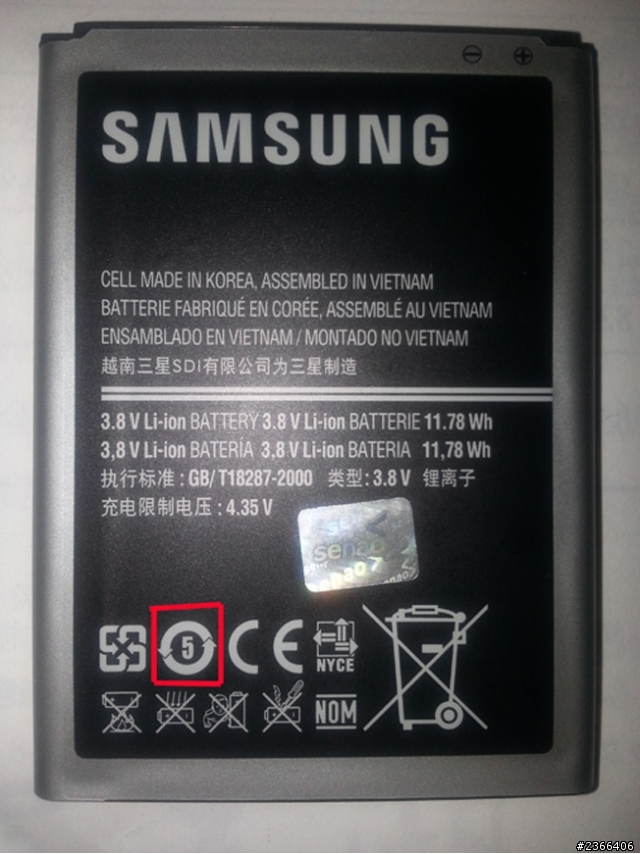 SAMSUNG
CELL MADE IN KOREA, ASSEMBLED IN VIETNAM
BATTERIE FABRIQUÉ EN CORÉE, ASSEMBLÉ AU VIETNAM
ENSAMBLADO EN VIETNAM / MONTADO NO VIETNAM
越南三星SDI有限公司为三星制造
3.8 V Li-ion BATTERY 3.8 V Li-ion BATTERIE 11.78 Wh
3,8 V Li-ion BATERÍA 3,8 V Li-ion BATERIA 11,78 Wh
执行标准 : GB/T18287-2000 类型 : 3.8 V 锂离子
充电限制电压 : 4.35 V
senao
5
CE
NYCE
NOM
#2366406